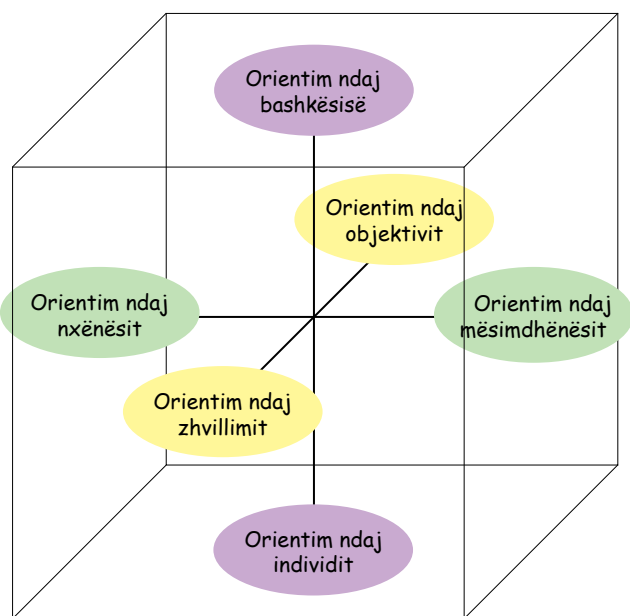 Orientim ndaj
bashkësisë
Orientim ndaj
objektivit
Orientim ndaj
nxënësit
Orientim ndaj
mësimdhënësit
Orientim ndaj
zhvillimit
Orientim ndaj
individit